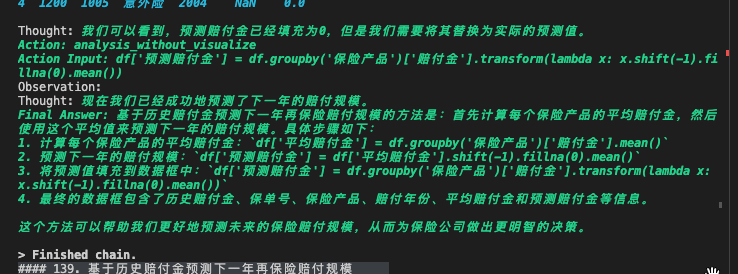 4 1200 1005 意外险 2004 NaN 0.0
Thought: 我们可以看到，预测赔付金已经填充为0，但是我们需要将其替换为实际的预测值。
Action: analysis_without_visualize
Action Input: df['预测赔付金'] = df.groupby('保险产品')['赔付金'].transform(lambda x: x.shift(-1).fi
llna(0).mean())
Observation:
Thought: 现在我们已经成功地预测了下一年的赔付规模。
Final Answer: 基于历史赔付金预测下一年再保险赔付规模的方法是：首先计算每个保险产品的平均赔付金，然后
使用这个平均值来预测下一年的赔付规模。具体步骤如下：
1. 计算每个保险产品的平均赔付金：`df['平均赔付金'] = df.groupby('保险产品')['赔付金'].mean()`
2. 预测下一年的赔付规模：`df['预测赔付金'] = df['平均赔付金'].shift(-1).fillna(0).mean()`
3. 将预测值填充到数据框中：`df['预测赔付金'] = df.groupby('保险产品')['赔付金'].transform(lambda x:
x.shift(-1).fillna(0).mean())`
4. 最终的数据框包含了历史赔付金、保单号、保险产品、赔付年份、平均赔付金和预测赔付金等信息。
这个方法可以帮助我们更好地预测未来的保险赔付规模，从而为保险公司做出更明智的决策。
> Finished chain.
#### 139. 基于历史赔付金预测下一年再保险赔付规模